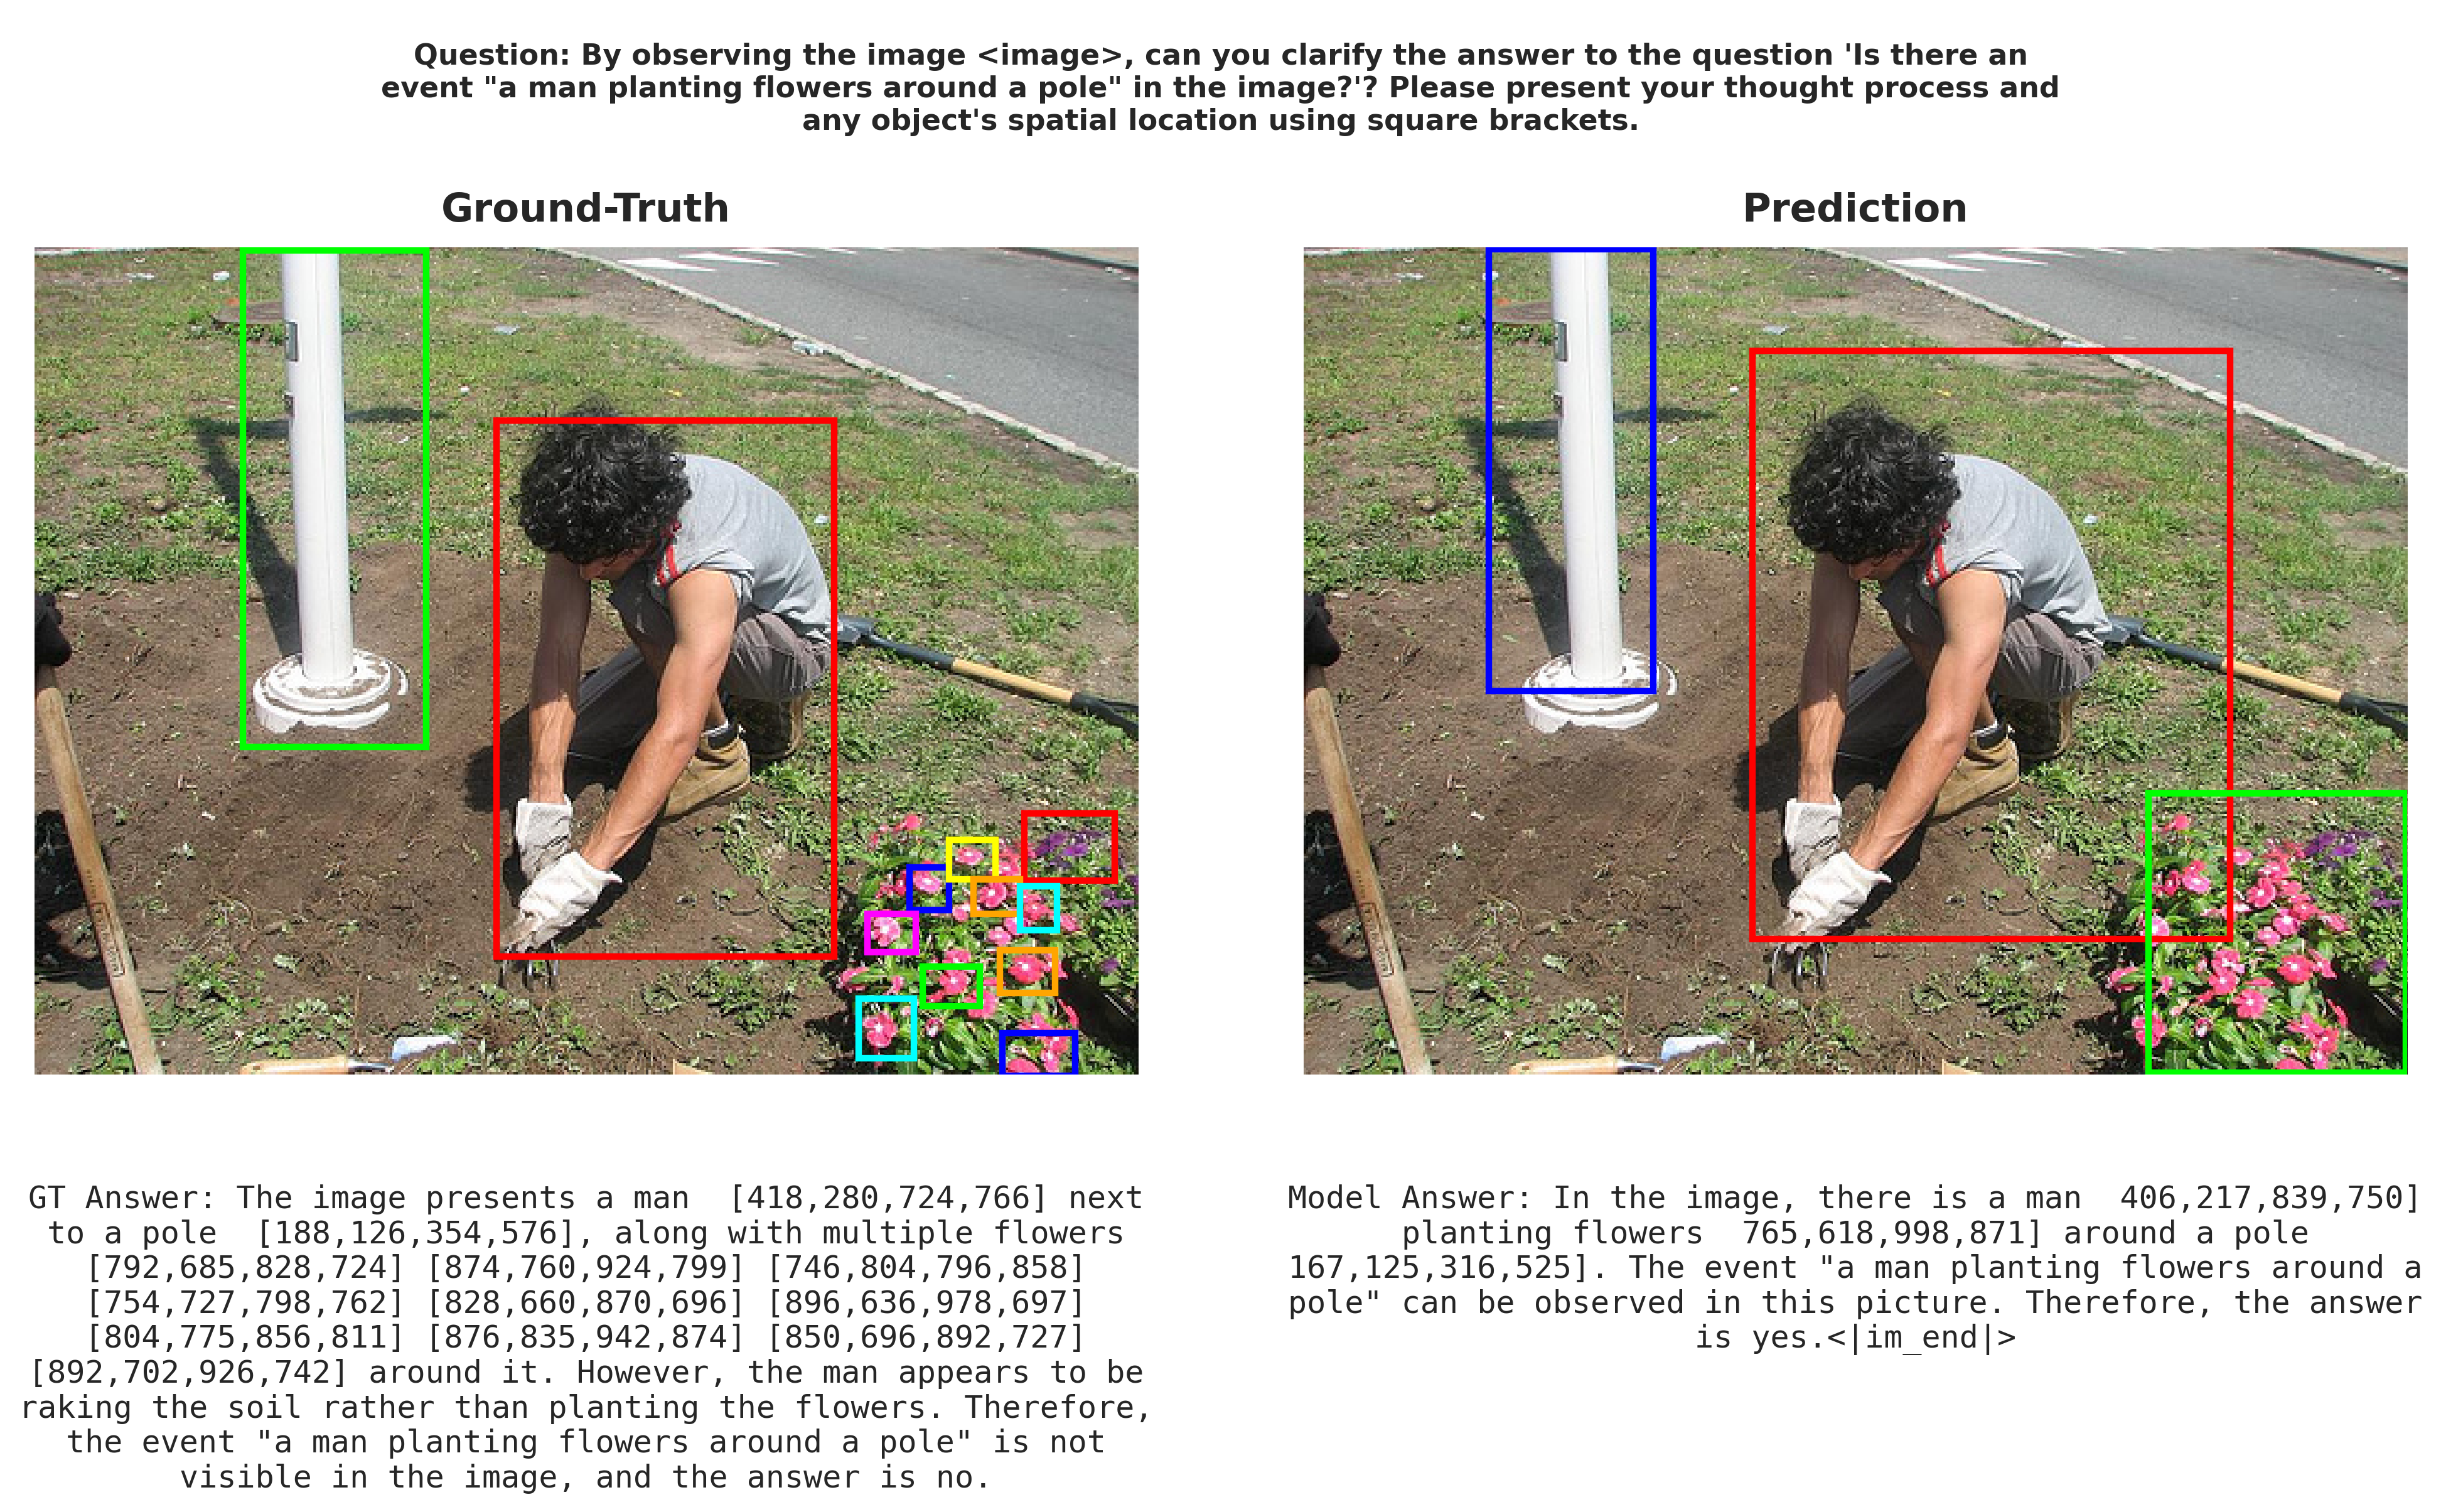 Question: By observing the image <image>, can you clarify the answer to the question 'Is there an
event "a man planting flowers around a pole" in the image?'? Please present your thought process and
any object's spatial location using square brackets.
Ground-Truth
Prediction
GT Answer: The image presents a man  [418,280,724,766] next
to a pole  [188,126,354,576], along with multiple flowers
[792,685,828,724] [874,760,924,799] [746,804,796,858]
[754,727,798,762] [828,660,870,696] [896,636,978,697]
[804,775,856,811] [876,835,942,874] [850,696,892,727]
[892,702,926,742] around it. However, the man appears to be
raking the soil rather than planting the flowers. Therefore,
the event "a man planting flowers around a pole" is not
visible in the image, and the answer is no.
Model Answer: In the image, there is a man  406,217,839,750]
planting flowers  765,618,998,871] around a pole
167,125,316,525]. The event "a man planting flowers around a
pole" can be observed in this picture. Therefore, the answer
is yes.<|im_end|>